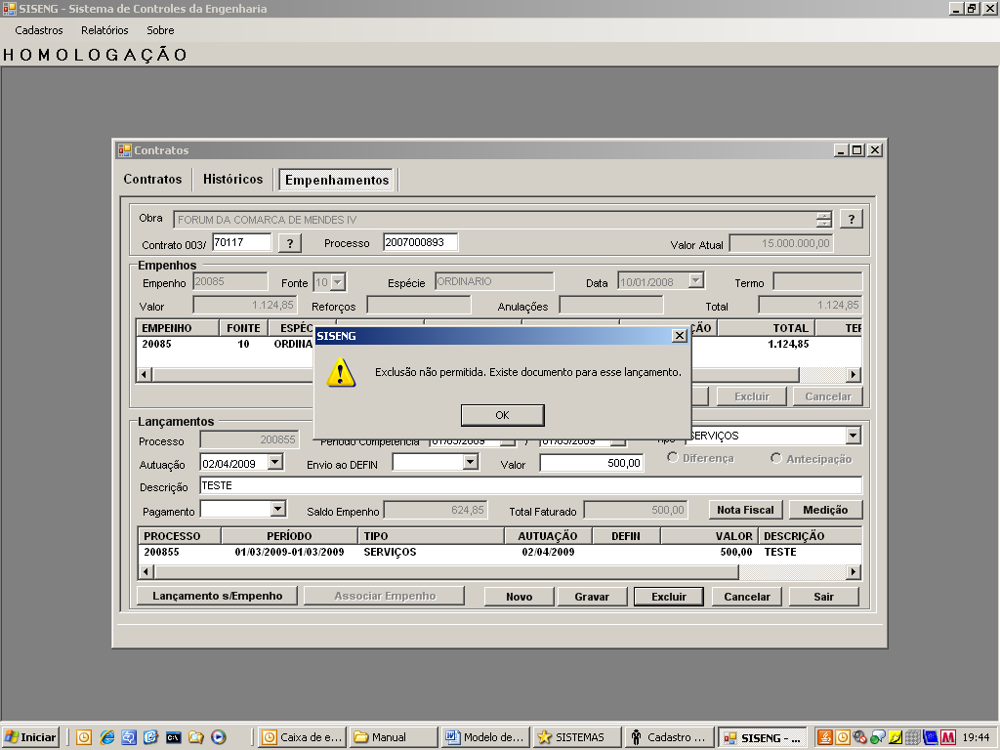 SISENG - Sistema de Controles da Engenharia
Cadastros Relatórios Sobre
HOMOLOGAÇÃO
Contratos
Contratos Históricos Empenhamentos
Obra FORUM DA COMARCA DE MENDES IV ?
Contrato 003/ 70117 ? Processo 2007000893 Valor Atual 15.000.000,00
Empenhos
Empenho 20085 Fonte 10 Espécie ORDINARIO Data 10/01/2008 Termo
Valor 1.124,85 Reforços Anulações Total 1.124,85
EMPENHO FONTE ESPÉC ÇÃO TOTAL TER
20085 10 ORDINA 1.124,85
SISENG
Exclusão não permitida. Existe documento para esse lançamento.
OK
Excluir Cancelar
Lançamentos
Processo 200855 Período Competência 01/03/2009 / 01/03/2009 Tipo SERVIÇOS
Autuação 02/04/2009 Envio ao DEFIN Valor 500,00 Diferença Antecipação
Descrição TESTE
Pagamento Saldo Empenho 624,85 Total Faturado 500,00 Nota Fiscal Medição
PROCESSO PERÍODO TIPO AUTUAÇÃO DEFIN VALOR DESCRIÇÃO
200855 01/03/2009-01/03/2009 SERVIÇOS 02/04/2009 500,00 TESTE
Lançamento s/Empenho Associar Empenho Novo Gravar Excluir Cancelar Sair
Iniciar Caixa de e... Manual Modelo de... SISTEMAS Cadastro ... SISENG - ... 19:44